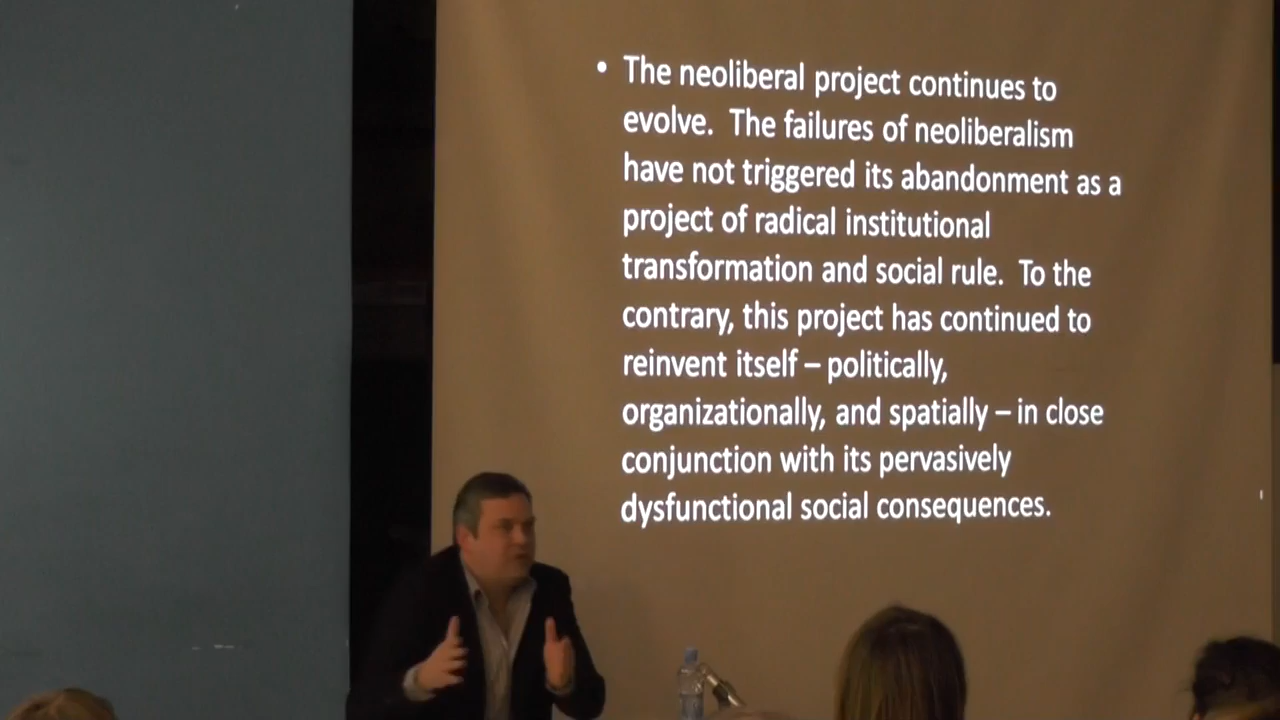 • The neoliberal project continues to
evolve.  The failures of neoliberalism
have not triggered its abandonment as a
project of radical institutional
transformation and social rule.  To the
contrary, this project has continued to
reinvent itself – politically,
organizationally, and spatially – in close
conjunction with its pervasively
dysfunctional social consequences.